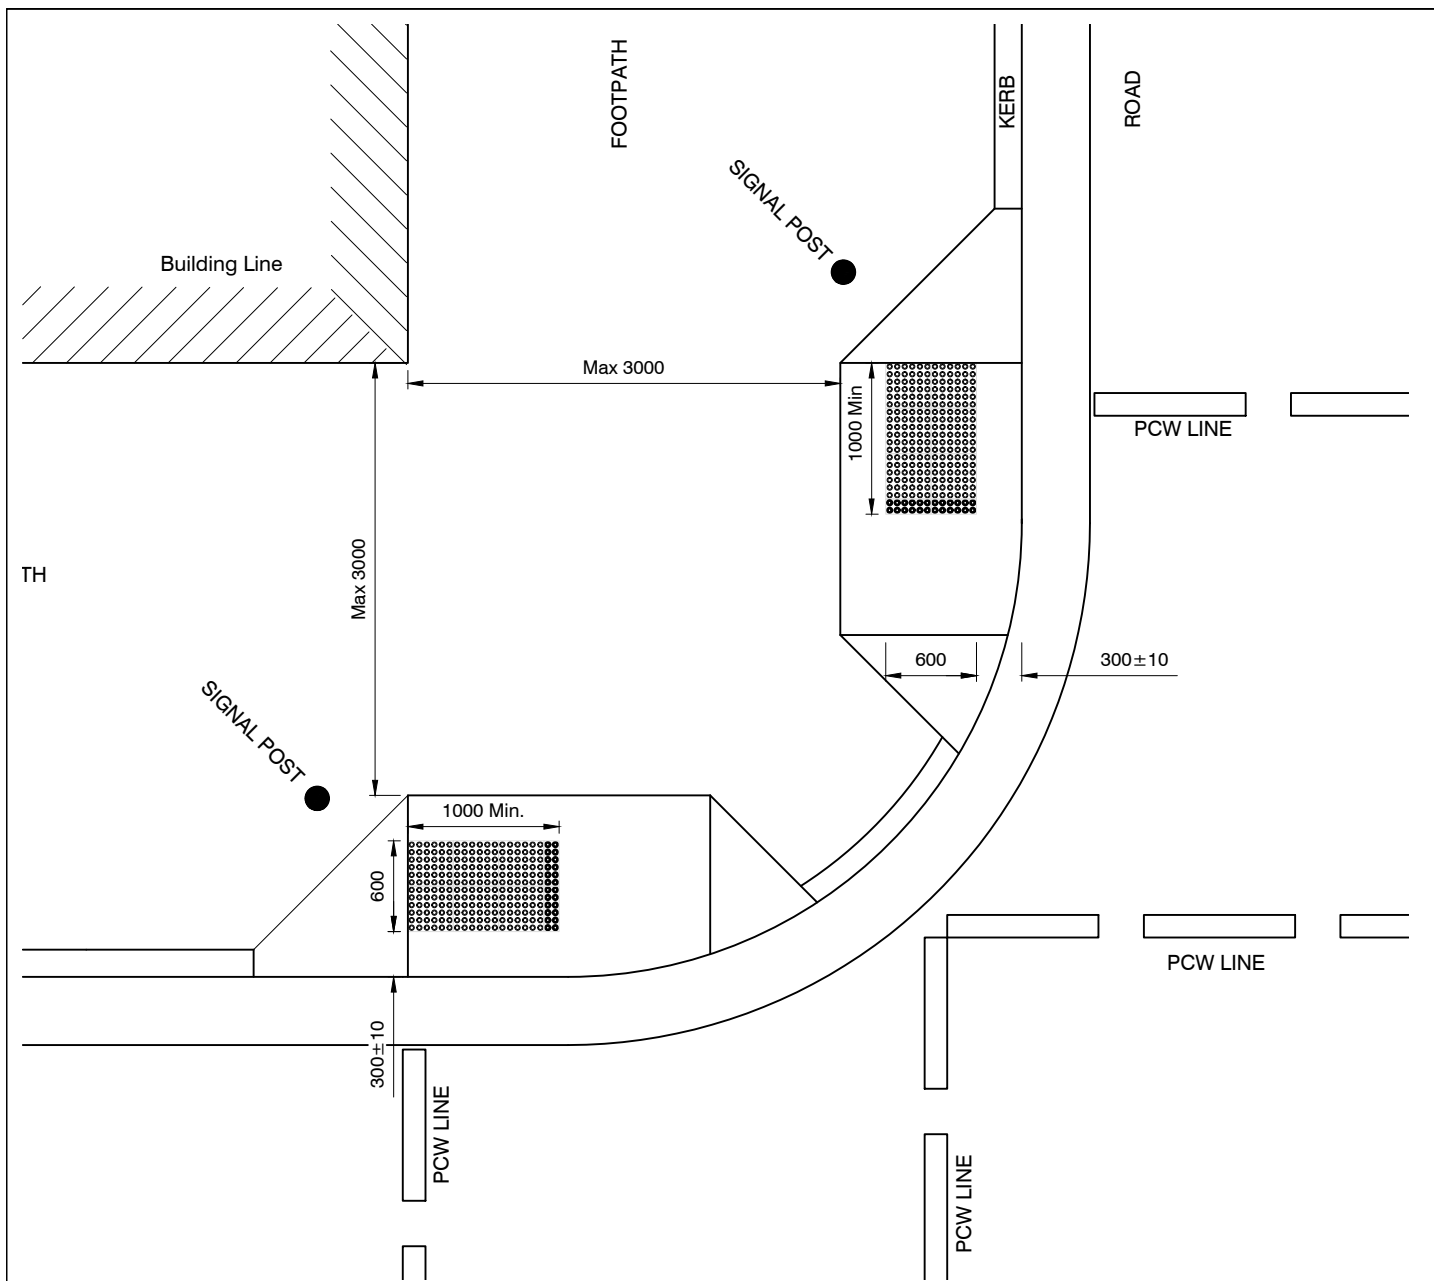 FOOTPATH
KERB
ROAD
SIGNAL POST
Building Line
Max 3000
1000 Min
PCW LINE
Max 3000
TH
600
300±10
SIGNAL POST
1000 Min.
600
PCW LINE
300±10
PCW LINE
PCW LINE